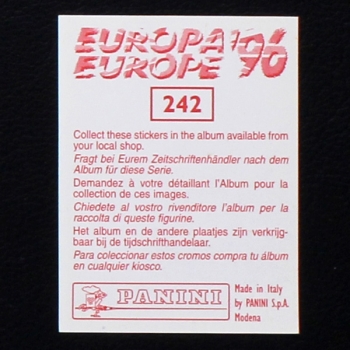 EUROPA '96
EUROPE
242
Collect these stickers in the album available from
your local shop.
Fragt bei Eurem Zeitschriftenhändler nach dem
Album für diese Serie.
Demandez à votre détaillant l'Album pour la
collection de ces images.
Chiedete al vostro rivenditore l'album per la
raccolta di queste figurine.
Het album en de andere plaatjes zijn verkrijg-
baar bij de tijdschrifthandelaar.
Para coleccionar estos cromos compra tu álbum
en cualquier kiosco.
PANINI
Made in Italy
by PANINI S.p.A.
Modena